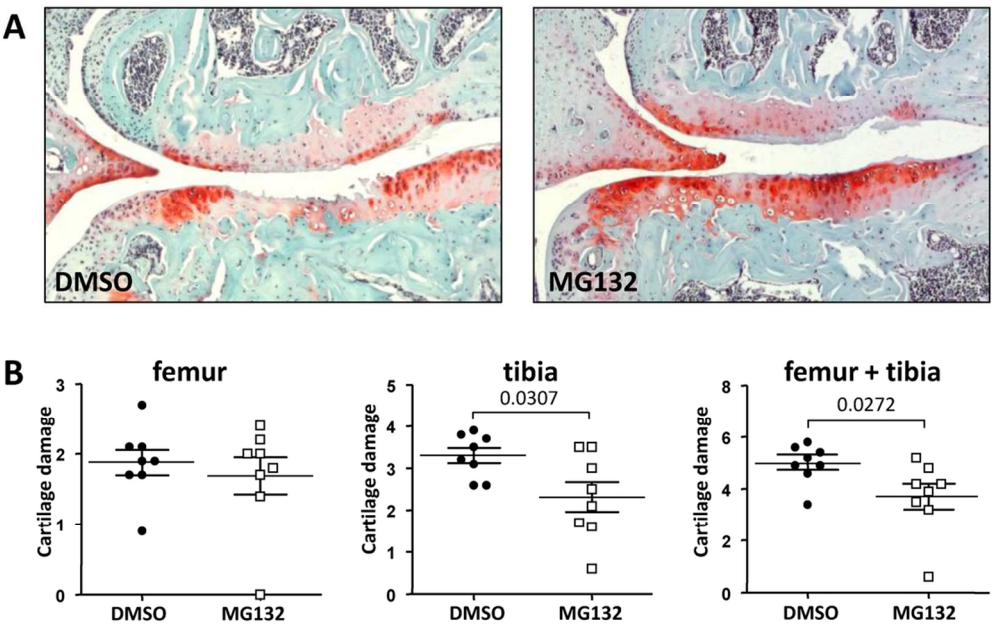 A
DMSO
MG132
B
femur
tibia
femur + tibia
Cartilage damage
3
2
1
0
DMSO
MG132
Cartilage damage
5
4
3
2
1
0
0.0307
DMSO
MG132
Cartilage damage
8
6
4
2
0
0.0272
DMSO
MG132